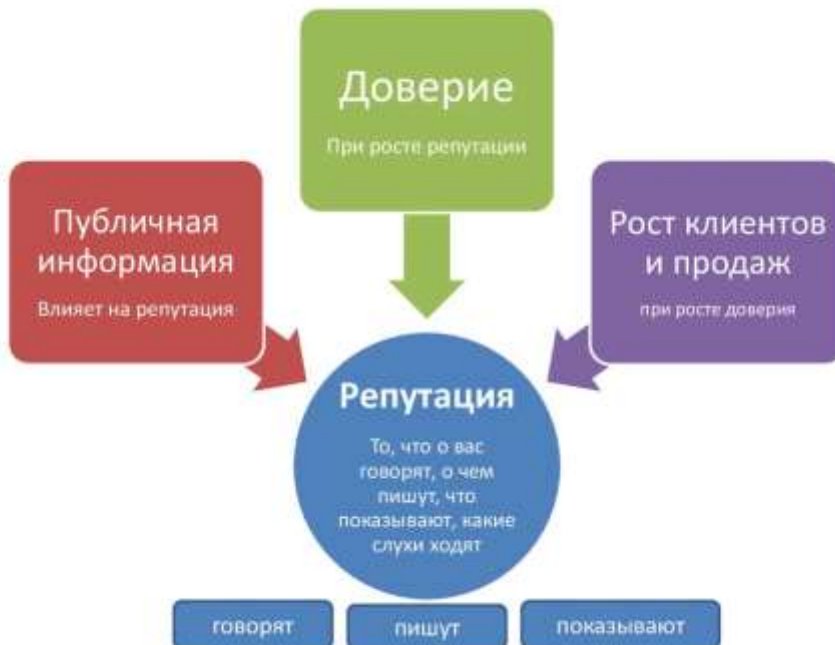 Доверие
При росте репутации
Публичная
информация
Влияет на репутация
Рост клиентов
и продаж
при росте доверия
Репутация
То, что о вас
говорят, о чем
пишут, что
показывают, какие
слухи ходят
говорят
пишут
показывают